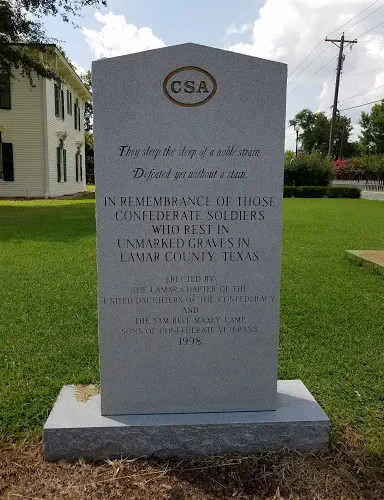 CSA
They sleep the sleep of a noble strain
Defeated yet without a stain.
IN REMEMBRANCE OF THOSE
CONFEDERATE SOLDIERS
WHO REST IN
UNMARKED GRAVES IN
LAMAR COUNTY, TEXAS
ERECTED BY
THE LAMAR CHAPTER OF THE
UNITED DAUGHTERS OF THE CONFEDERACY
AND
THE SAM BELL MAXEY CAMP
SONS OF CONFEDERATE VETERANS
1998